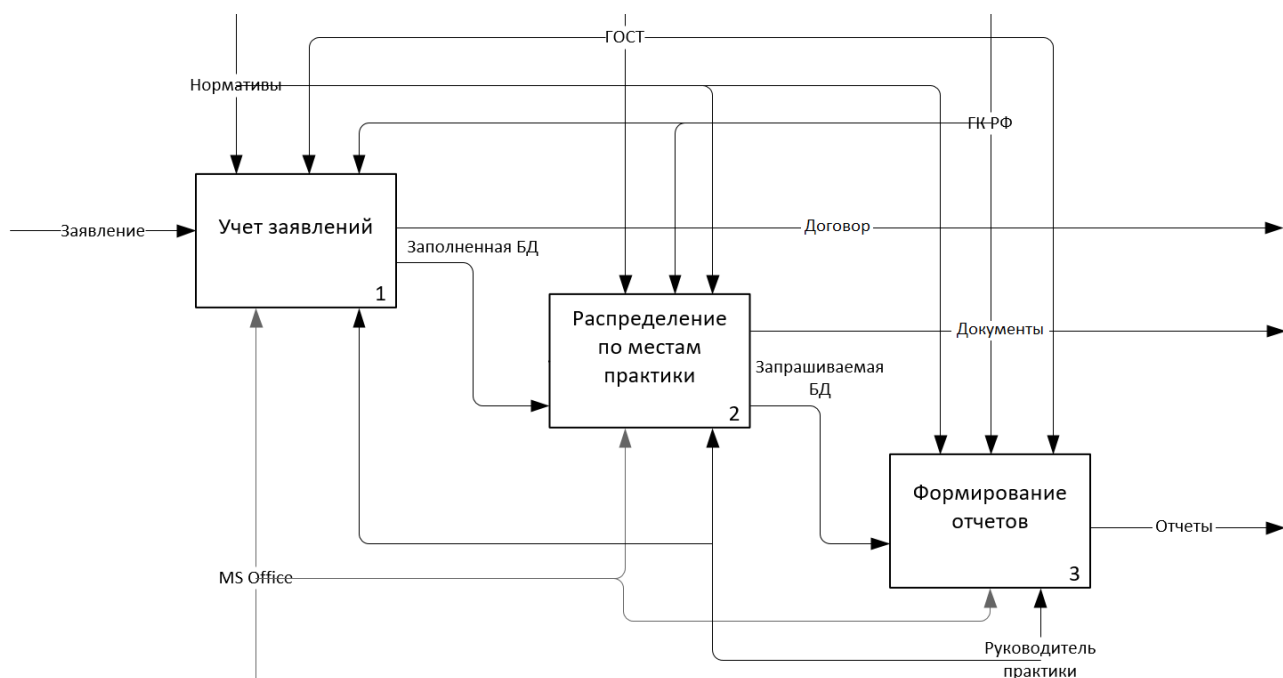 ГОСТ
Нормативы
ГК РФ
Заявление
Учет заявлений
1
Договор
Заполненная БД
Распределение
по местам
практики
2
Документы
Запрашиваемая
БД
Формирование
отчетов
3
Отчеты
MS Office
Руководитель
практики